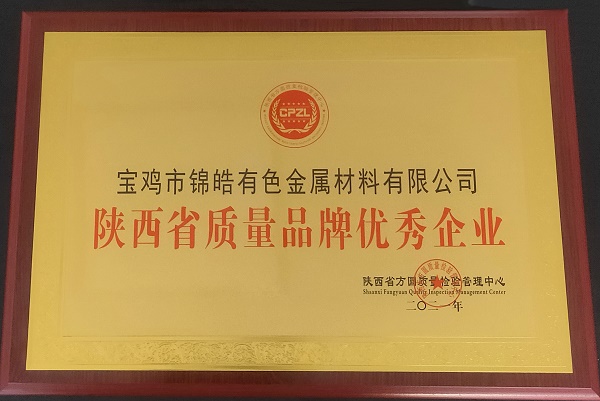 CPZL
宝鸡市锦皓有色金属材料有限公司
陕西省质量品牌优秀企业
陕西省方圆质量检验管理中心
Shaanxi Fangyuan Quality Inspection Management Center
二〇二一年